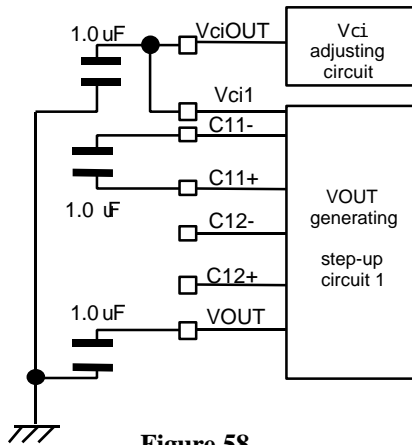 1.0 uF
VciOUT
Vci
adjusting
circuit
Vci1
C11-
C11+
1.0 uF
C12-
C12+
VOUT
generating
step-up
circuit 1
1.0 uF
VOUT
Figure 58